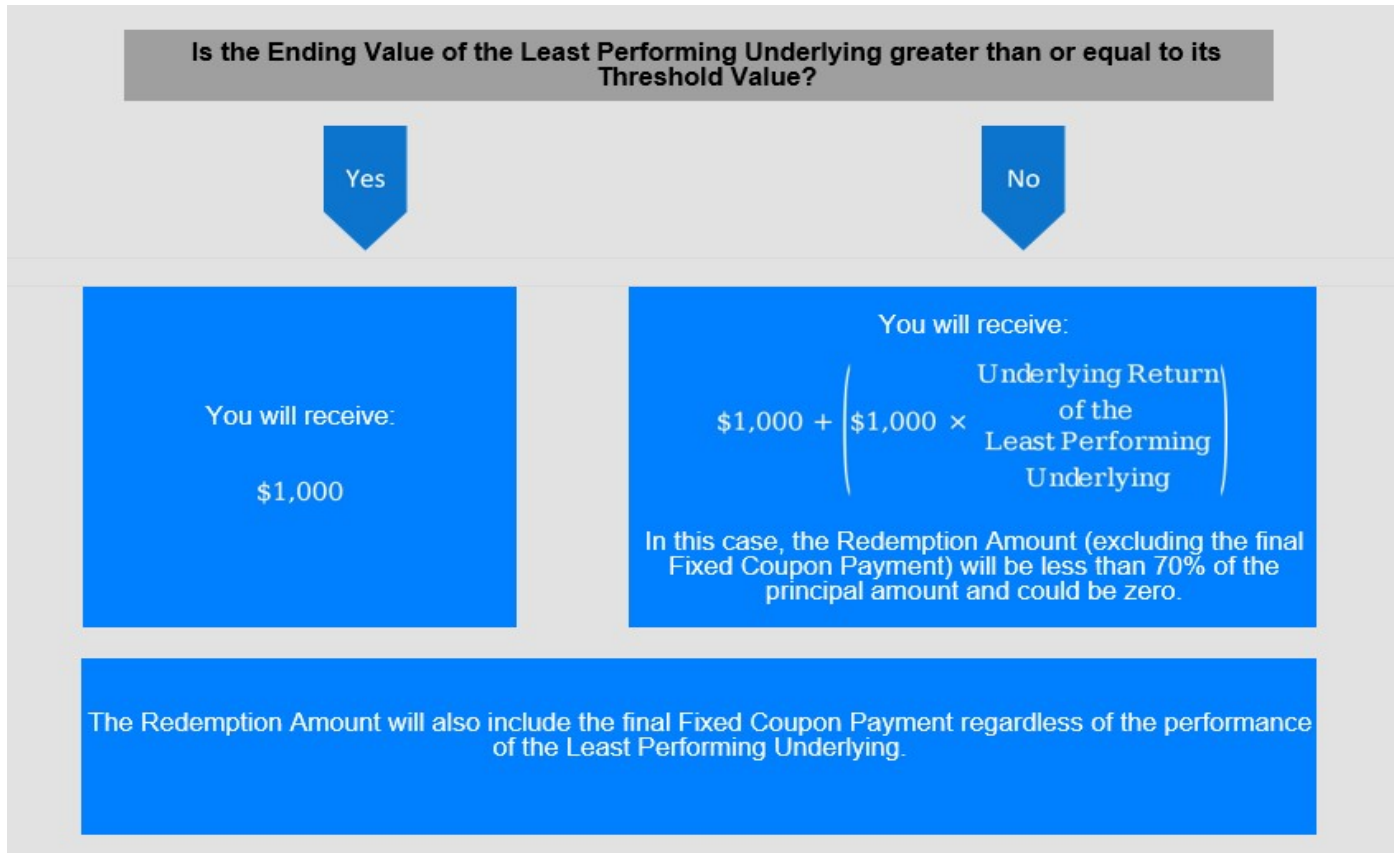 Is the Ending Value of the Least Performing Underlying greater than or equal to its
Threshold Value?
Yes
No
You will receive:
$1,000
You will receive:
$1,000 + ($1,000 × Underlying Return
of the
Least Performing
Underlying)
In this case, the Redemption Amount (excluding the final
Fixed Coupon Payment) will be less than 70% of the
principal amount and could be zero.
The Redemption Amount will also include the final Fixed Coupon Payment regardless of the performance
of the Least Performing Underlying.